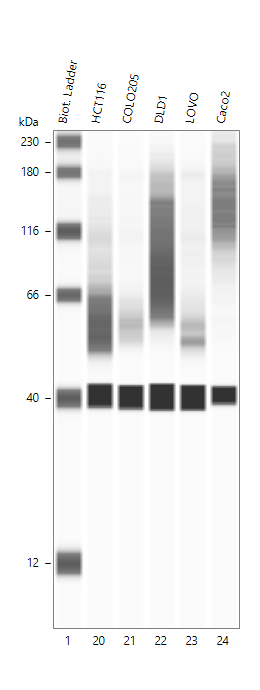 kDa
Biot. Ladder
HCT116
COLO205
DLD1
LOVO
Caco2
230
180
116
66
40
12
1 20 21 22 23 24